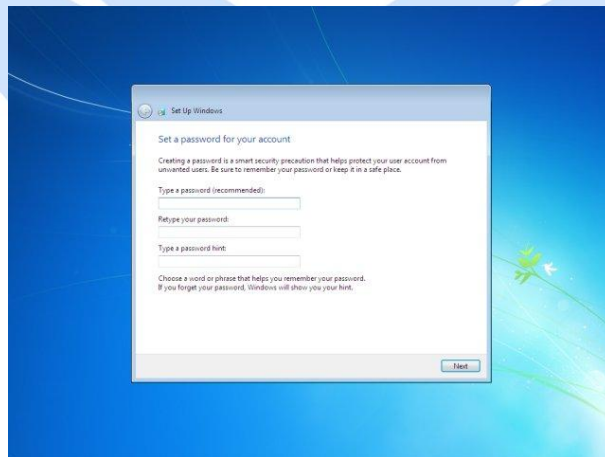 Set Up Windows
Set a password for your account
Creating a password is a smart security precaution that helps protect your user account from
unwanted users. Be sure to remember your password or keep it in a safe place.
Type a password (recommended):
Retype your password:
Type a password hint:
Choose a word or phrase that helps you remember your password.
If you forget your password, Windows will show you your hint.
Next